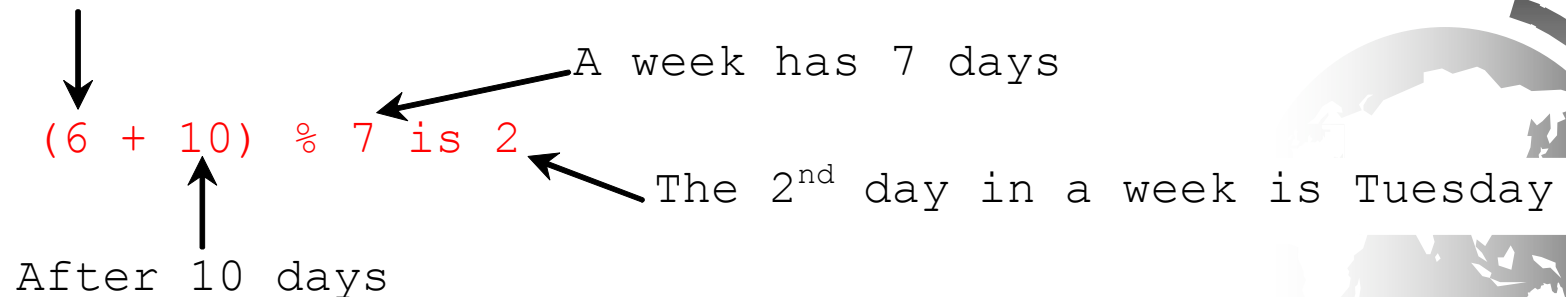 A week has 7 days
(6 + 10) % 7 is 2
The 2nd day in a week is Tuesday
After 10 days